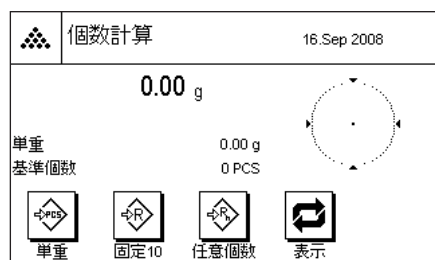 個数計算 16.Sep 2008
0.00 g
単重 0.00 g
基準個数 0 PCS
PCS R Rn
単重 固定10 任意個数 表示